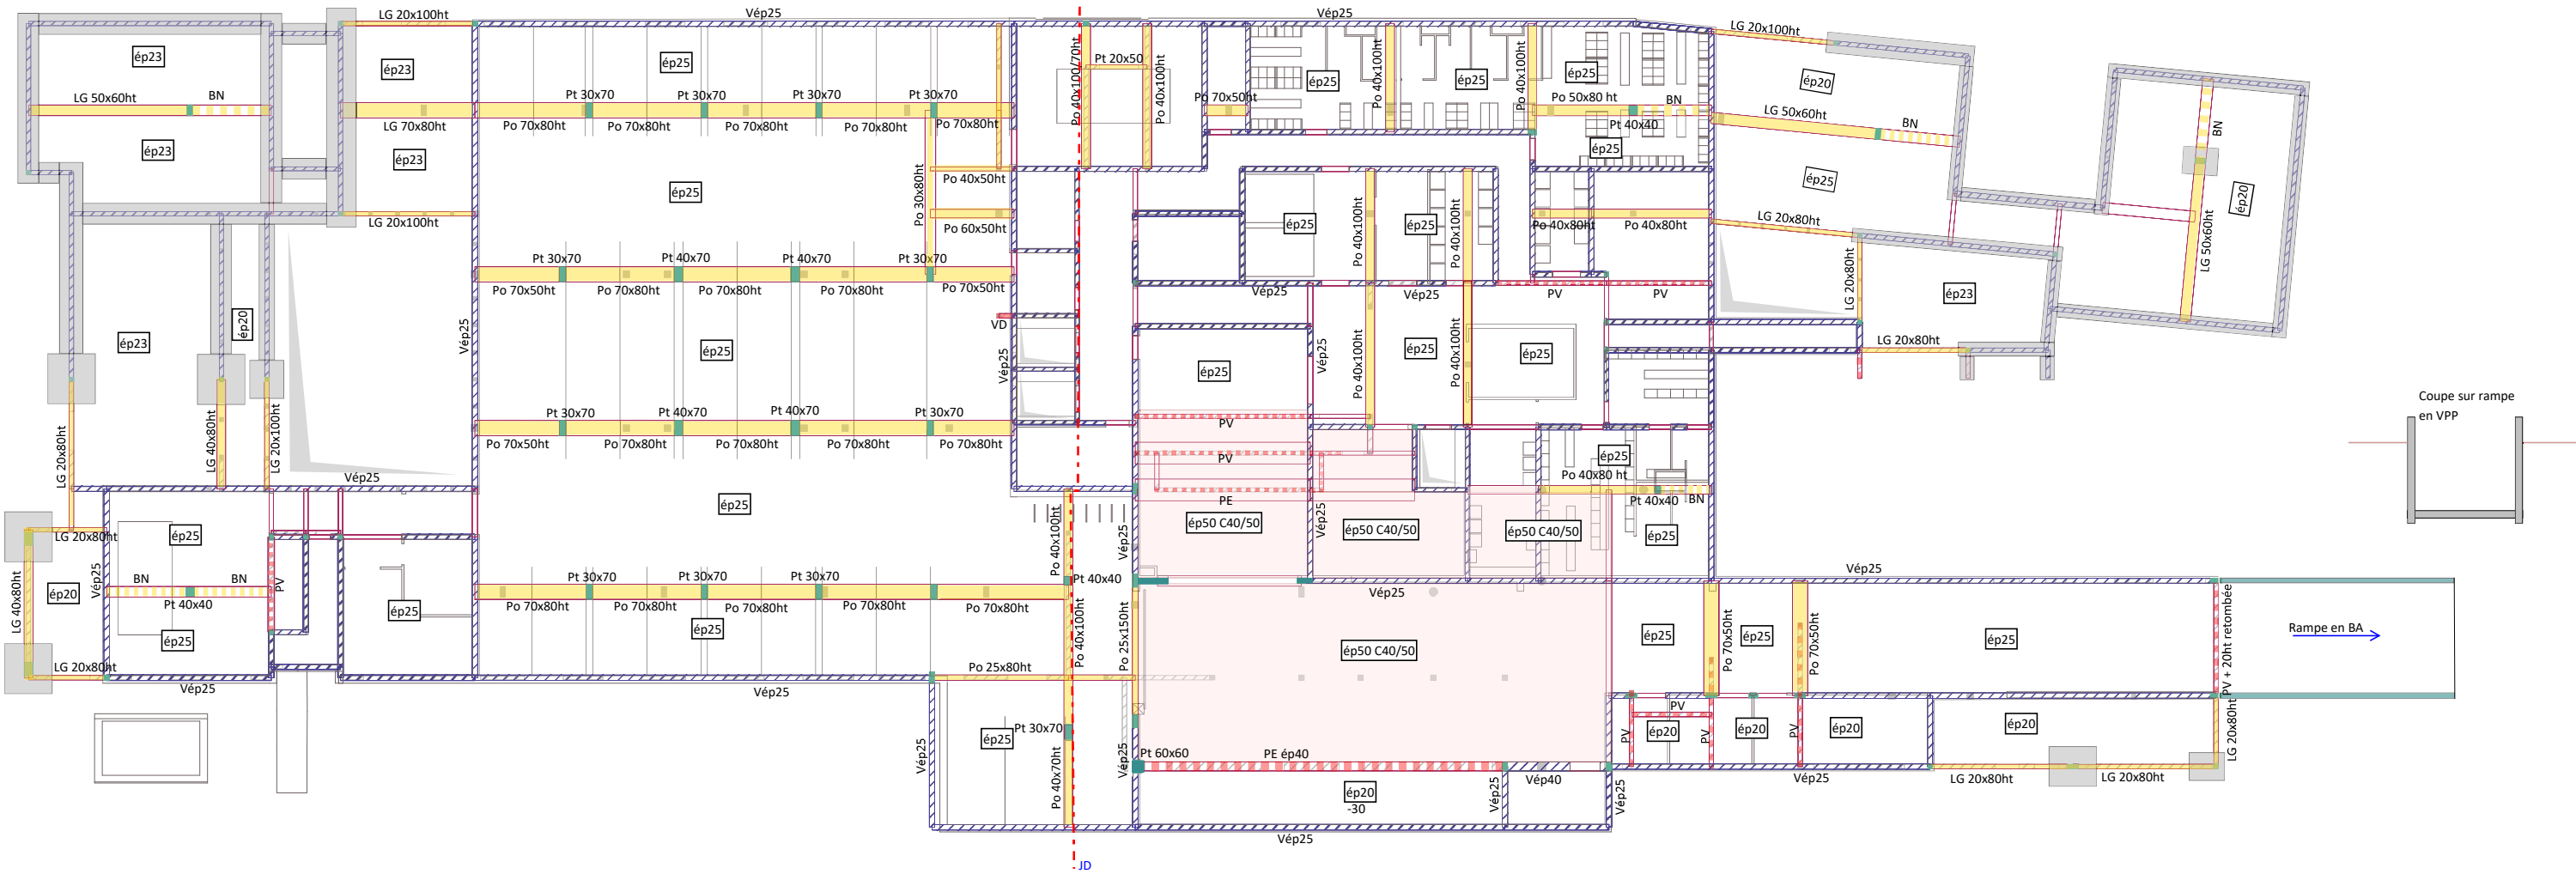 LG 20x100ht
Vép25
Vép25
LG 20x100ht
ép23
ép23
ép25
Pt 20x50
ép25
ép25
ép25
ép20
LG 50x60ht
BN
Pt 30x70
Pt 30x70
Pt 30x70
Pt 30x70
Po 40x100/70ht
Po 40x100ht
Po 70x50ht
Po 40x100ht
Po 40x100ht
Po 50x80 ht
BN
LG 50x60ht
BN
BN
LG 70x80ht
Po 70x80ht
Po 70x80ht
Po 70x80ht
Po 70x80ht
Po 70x80ht
Pt 40x40
ép23
ép23
ép25
ép25
ép25
ép20
Po 40x50ht
Po 30x80ht
LG 20x100ht
Po 60x50ht
ép25
ép25
Po 40x100ht
Po 40x100ht
Po 40x80ht
Po 40x80ht
LG 20x80ht
LG 50x60ht
Pt 30x70
Pt 40x70
Pt 40x70
Pt 30x70
Po 70x50ht
Po 70x80ht
Po 70x80ht
Po 70x80ht
Po 70x50ht
Vép25
Vép25
PV
PV
LG 20x80ht
ép23
ép20
ép23
Vép25
ép25
VD
Vép25
ép25
Vép25
Po 40x100ht
ép25
Po 40x100ht
ép25
LG 20x80ht
Coupe sur rampe
en VPP
Pt 30x70
Pt 40x70
Pt 40x70
Pt 30x70
Po 70x50ht
Po 70x80ht
Po 70x80ht
Po 70x80ht
Po 70x80ht
PV
PV
PE
LG 20x80ht
LG 40x80ht
LG 20x100ht
Vép25
ép25
ép25
Po 40x80 ht
Pt 40x40
BN
ép25
LG 20x80ht
Po 40x100ht
Vép25
ép50 C40/50
Vép25
ép50 C40/50
ép50 C40/50
ép25
LG 40x80ht
ép20
Vép25
BN
BN
Pt 40x40
PV
ép25
ép25
Pt 30x70
Pt 30x70
Pt 30x70
Po 70x80ht
Po 70x80ht
Po 70x80ht
Po 70x80ht
Po 70x80ht
ép25
Pt 40x40
Po 40x100ht
Po 25x150ht
Vép25
Vép25
ép50 C40/50
ép25
Po 70x50ht
ép25
Po 70x50ht
ép25
PV + 20ht retombée
Rampe en BA
LG 20x80ht
Vép25
Po 25x80ht
Vép25
Vép25
ép25
Pt 30x70
Po 40x70ht
Vép25
Pt 60x60
PE ép40
Vép40
PV
PV
ép20
PV
ép20
PV
ép20
ép20
LG 20x80ht
Vép25
LG 20x80ht
LG 20x80ht
ép20
-30
Vép25
Vép25
Vép25
JD